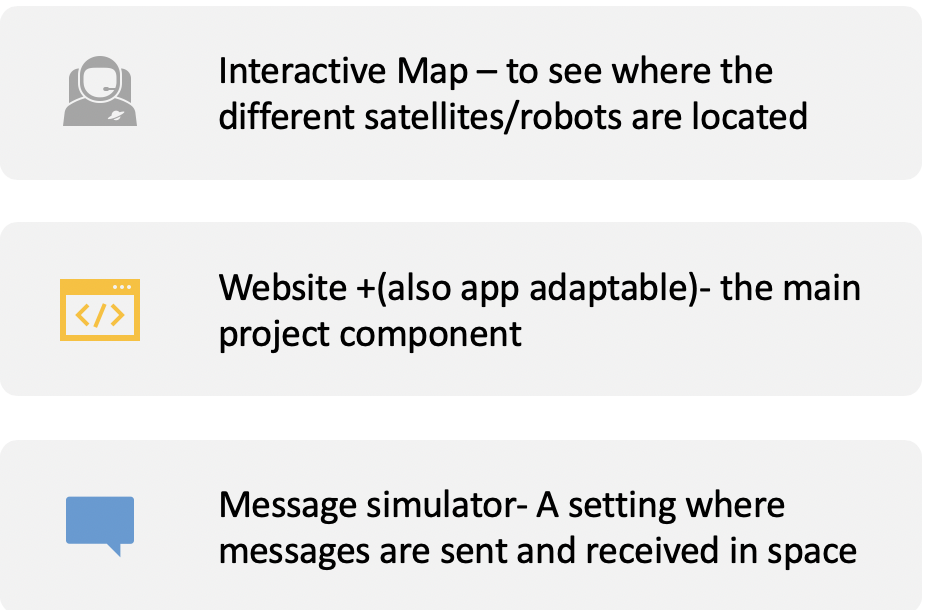 Interactive Map – to see where the
different satellites/robots are located
Website +(also app adaptable)- the main
project component
Message simulator- A setting where
messages are sent and received in space